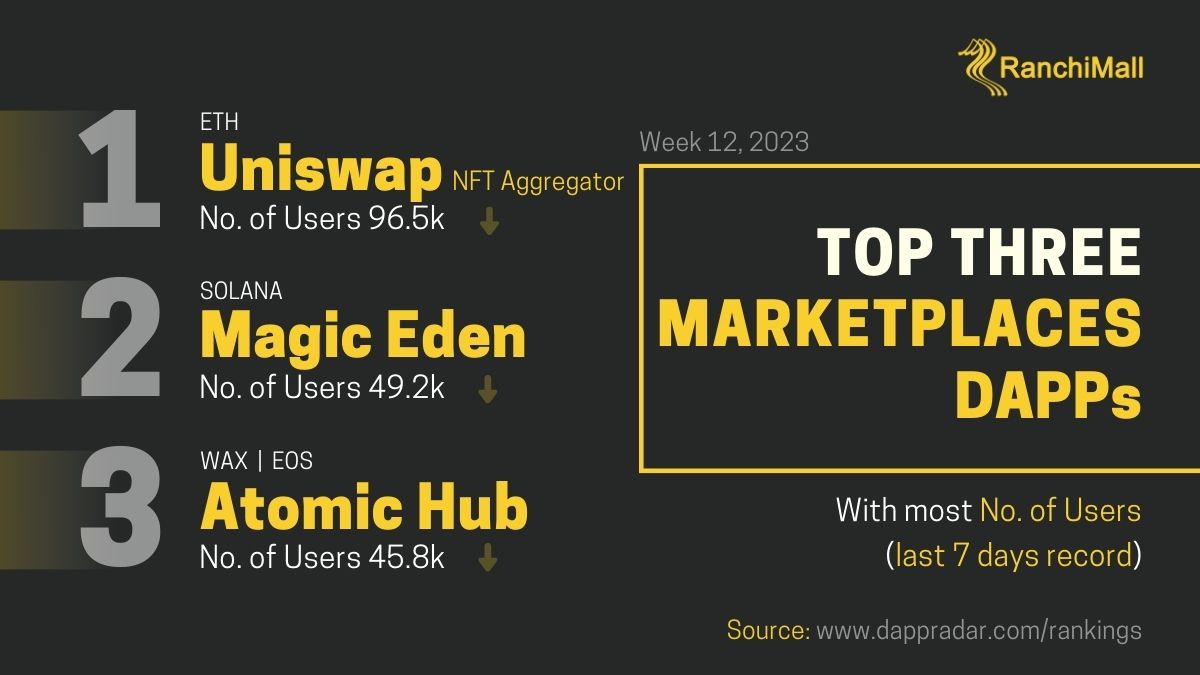 RanchiMall
1
ETH
Uniswap NFT Aggregator
No. of Users 96.5k
2
SOLANA
Magic Eden
No. of Users 49.2k
3
WAX | EOS
Atomic Hub
No. of Users 45.8k
Week 12, 2023
TOP THREE
MARKETPLACES
DAPPs
With most No. of Users
(last 7 days record)
Source: www.dappradar.com/rankings